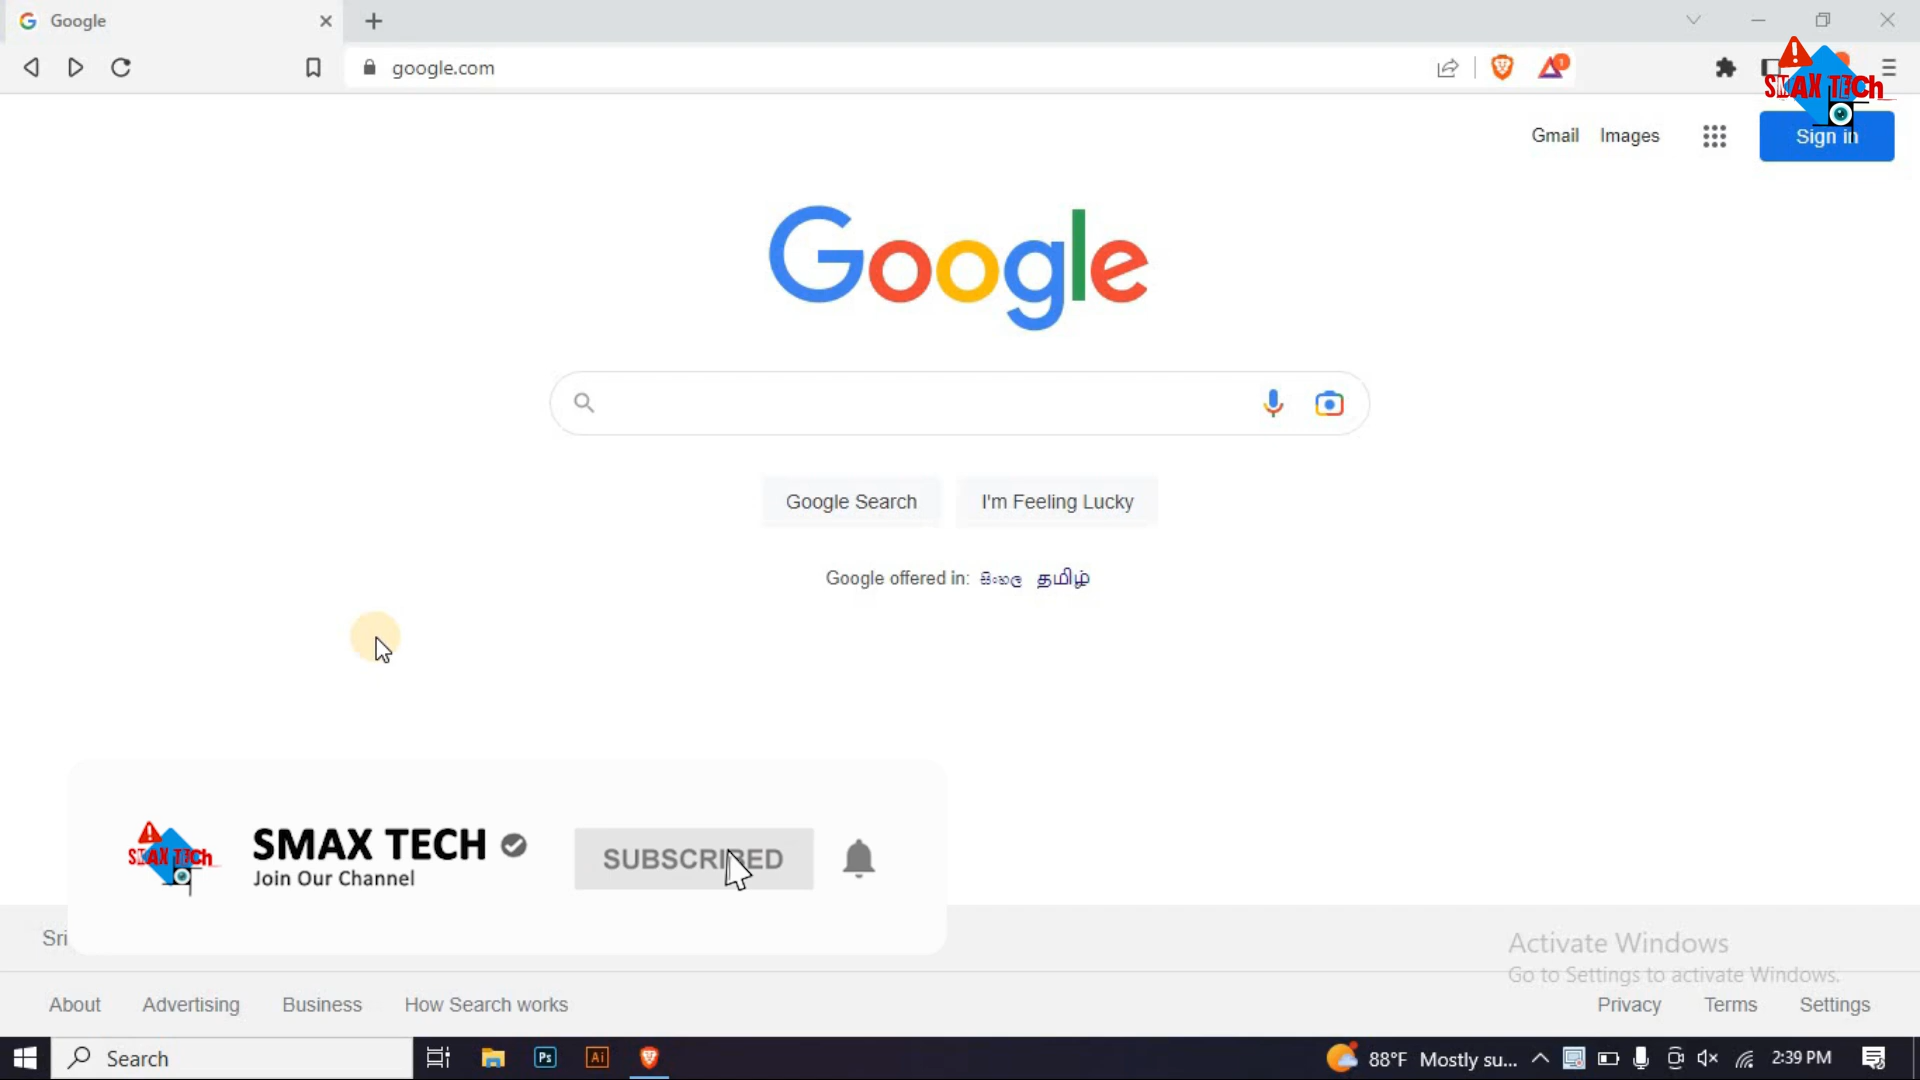 Google
google.com
SMAX TECh
Gmail Images
Sign in
Google
Google Search I'm Feeling Lucky
Google offered in: සිංහල தமிழ்
SMAX TECh
SMAX TECH
Join Our Channel
SUBSCRIBED
Sri
Activate Windows
Go to Settings to activate Windows.
About Advertising Business How Search works
Privacy Terms Settings
Search
Ps
Ai
88°F Mostly su...
2:39 PM